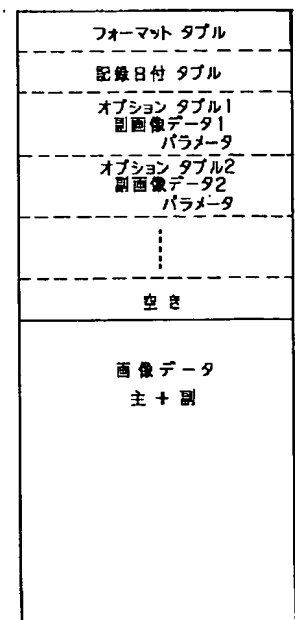 フォーマット タプル
記録日付 タプル
オプション タプル1
副画像データ1
パラメータ
オプション タプル2
副画像データ2
パラメータ
空き
画像データ
主 + 副